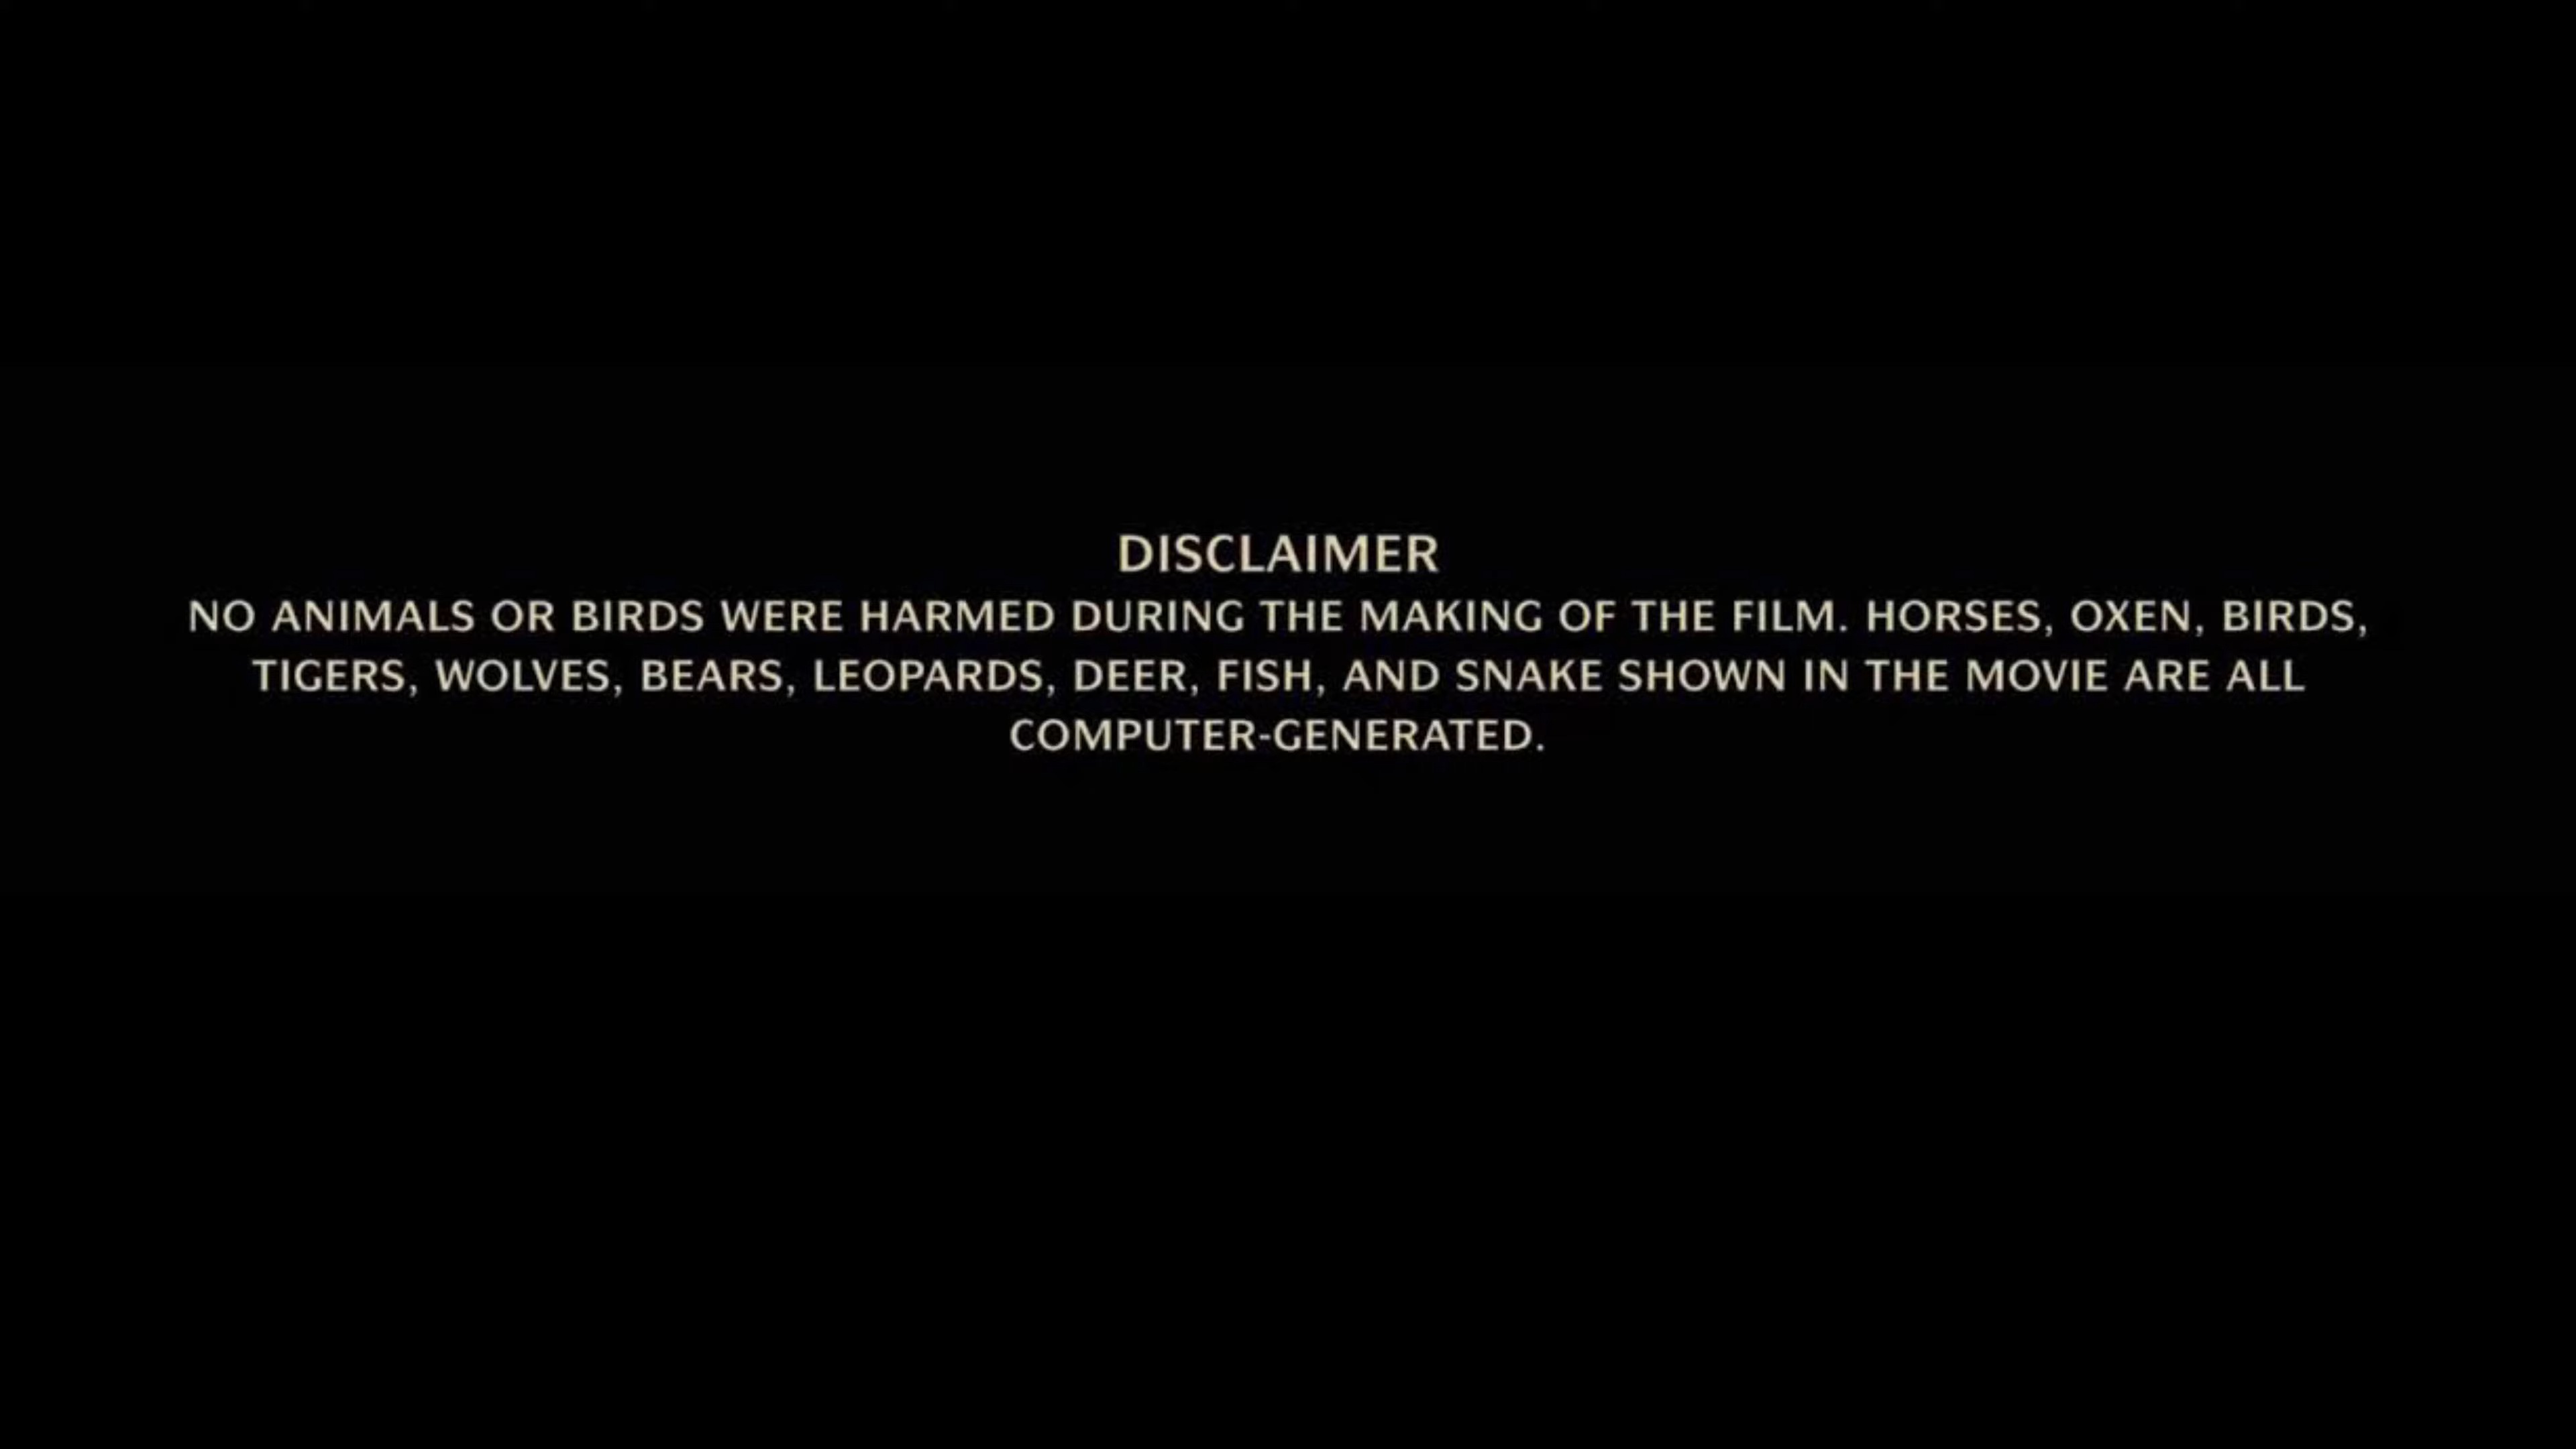 DISCLAIMER
NO ANIMALS OR BIRDS WERE HARMED DURING THE MAKING OF THE FILM. HORSES, OXEN, BIRDS,
TIGERS, WOLVES, BEARS, LEOPARDS, DEER, FISH, AND SNAKE SHOWN IN THE MOVIE ARE ALL
COMPUTER-GENERATED.